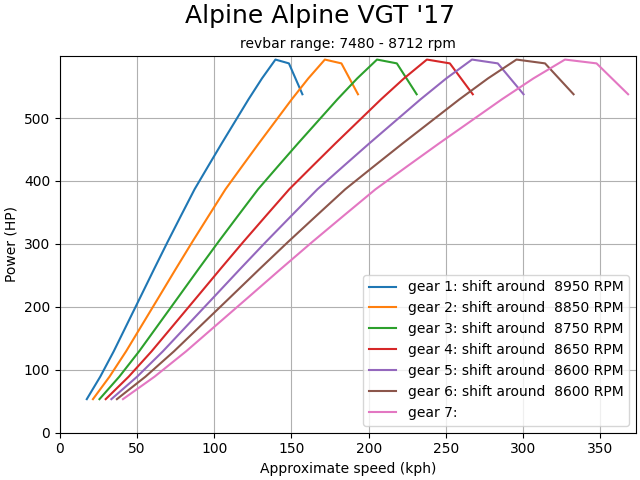 Alpine Alpine VGT '17
revbar range: 7480 - 8712 rpm
Power (HP)
500
400
300
200
100
0
gear 1: shift around  8950 RPM
gear 2: shift around  8850 RPM
gear 3: shift around  8750 RPM
gear 4: shift around  8650 RPM
gear 5: shift around  8600 RPM
gear 6: shift around  8600 RPM
gear 7:
0 50 100 150 200 250 300 350
Approximate speed (kph)